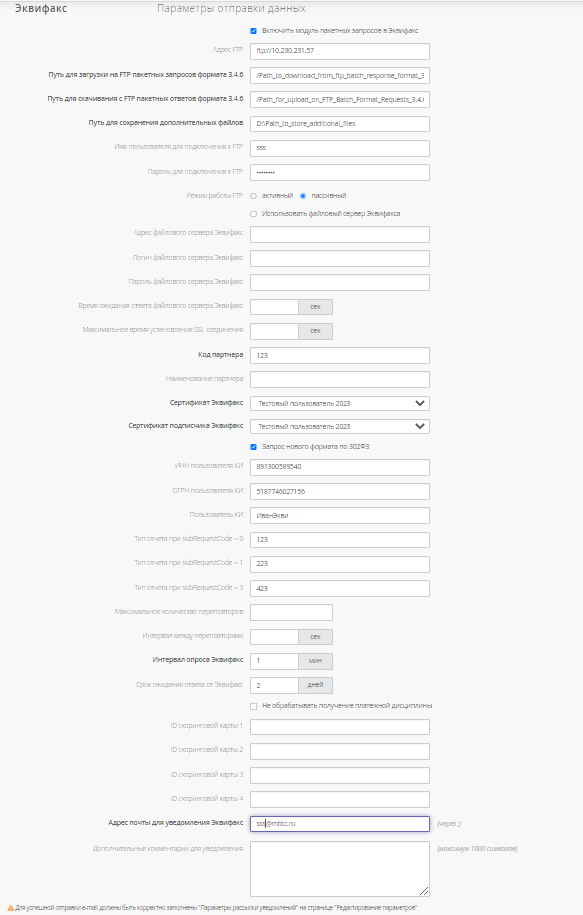 Эквифакс Параметры отправки данных
Включить модуль пакетных запросов в Эквифакс
Адрес FTP ftp://10.230.231.57
Путь для загрузки на FTP пакетных запросов формата 3.4.6 /Path_to_download_from_ftp_batch_response_format_3
Путь для скачивания с FTP пакетных ответов формата 3.4.6 /Path_for_upload_on_FTP_Batch_Format_Requests_3.4.
Путь для сохранения дополнительных файлов D:\Path_to_store_additional_files
Имя пользователя для подключения к FTP sss
Пароль для подключения к FTP ••••••••
Режим работы FTP активный пассивный
Использовать файловый сервер Эквифакса
Адрес файлового сервера Эквифакс
Логин файлового сервера Эквифакс
Пароль файлового сервера Эквифакс
Время ожидания ответа файлового сервера Эквифакс сек
Максимальное время установления SSL соединения сек
Код партнера 123
Наименование партнера
Сертификат Эквифакс Тестовый пользователь 2023
Сертификат подписчика Эквифакс Тестовый пользователь 2023
Запрос нового формата по 302ФЗ
ИНН пользователя КИ 891300589540
ОГРН пользователя КИ 5187746027156
Пользователь КИ ИванЭкви
Тип отчета при subRequestCode = 0 123
Тип отчета при subRequestCode = 1 223
Тип отчета при subRequestCode = 3 423
Максимальное количество переповторов
Интервал между переповторами сек
Интервал опроса Эквифакс 1 мин
Срок ожидания ответа от Эквифакс 2 дней
Не обрабатывать получение платежной дисциплины
ID скоринговой карты 1
ID скоринговой карты 2
ID скоринговой карты 3
ID скоринговой карты 4
Адрес почты для уведомления Эквифакс sss@mbtc.ru (через ;)
Дополнительные комментарии для уведомления (максимум 1000 символов)
Для успешной отправки e-mail должны быть корректно заполнены "Параметры рассылки уведомлений" на странице "Редактирование параметров"